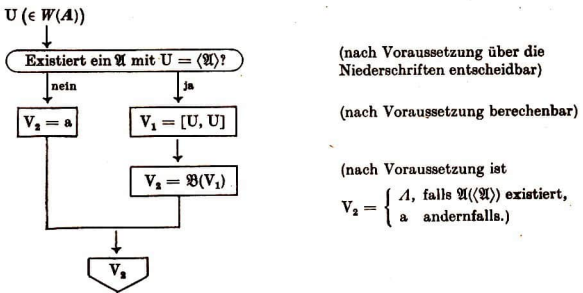 U (∈ W(A))
Existiert ein 𝔄 mit U = ⟨𝔄⟩?
(nach Voraussetzung über die
Niederschriften entscheidbar)
nein
ja
V₂ = a
V₁ = [U, U]
(nach Voraussetzung berechenbar)
V₂ = 𝔅(V₁)
(nach Voraussetzung ist
V₂ = { Λ, falls 𝔄(⟨𝔄⟩) existiert,
a andernfalls.)
V₂